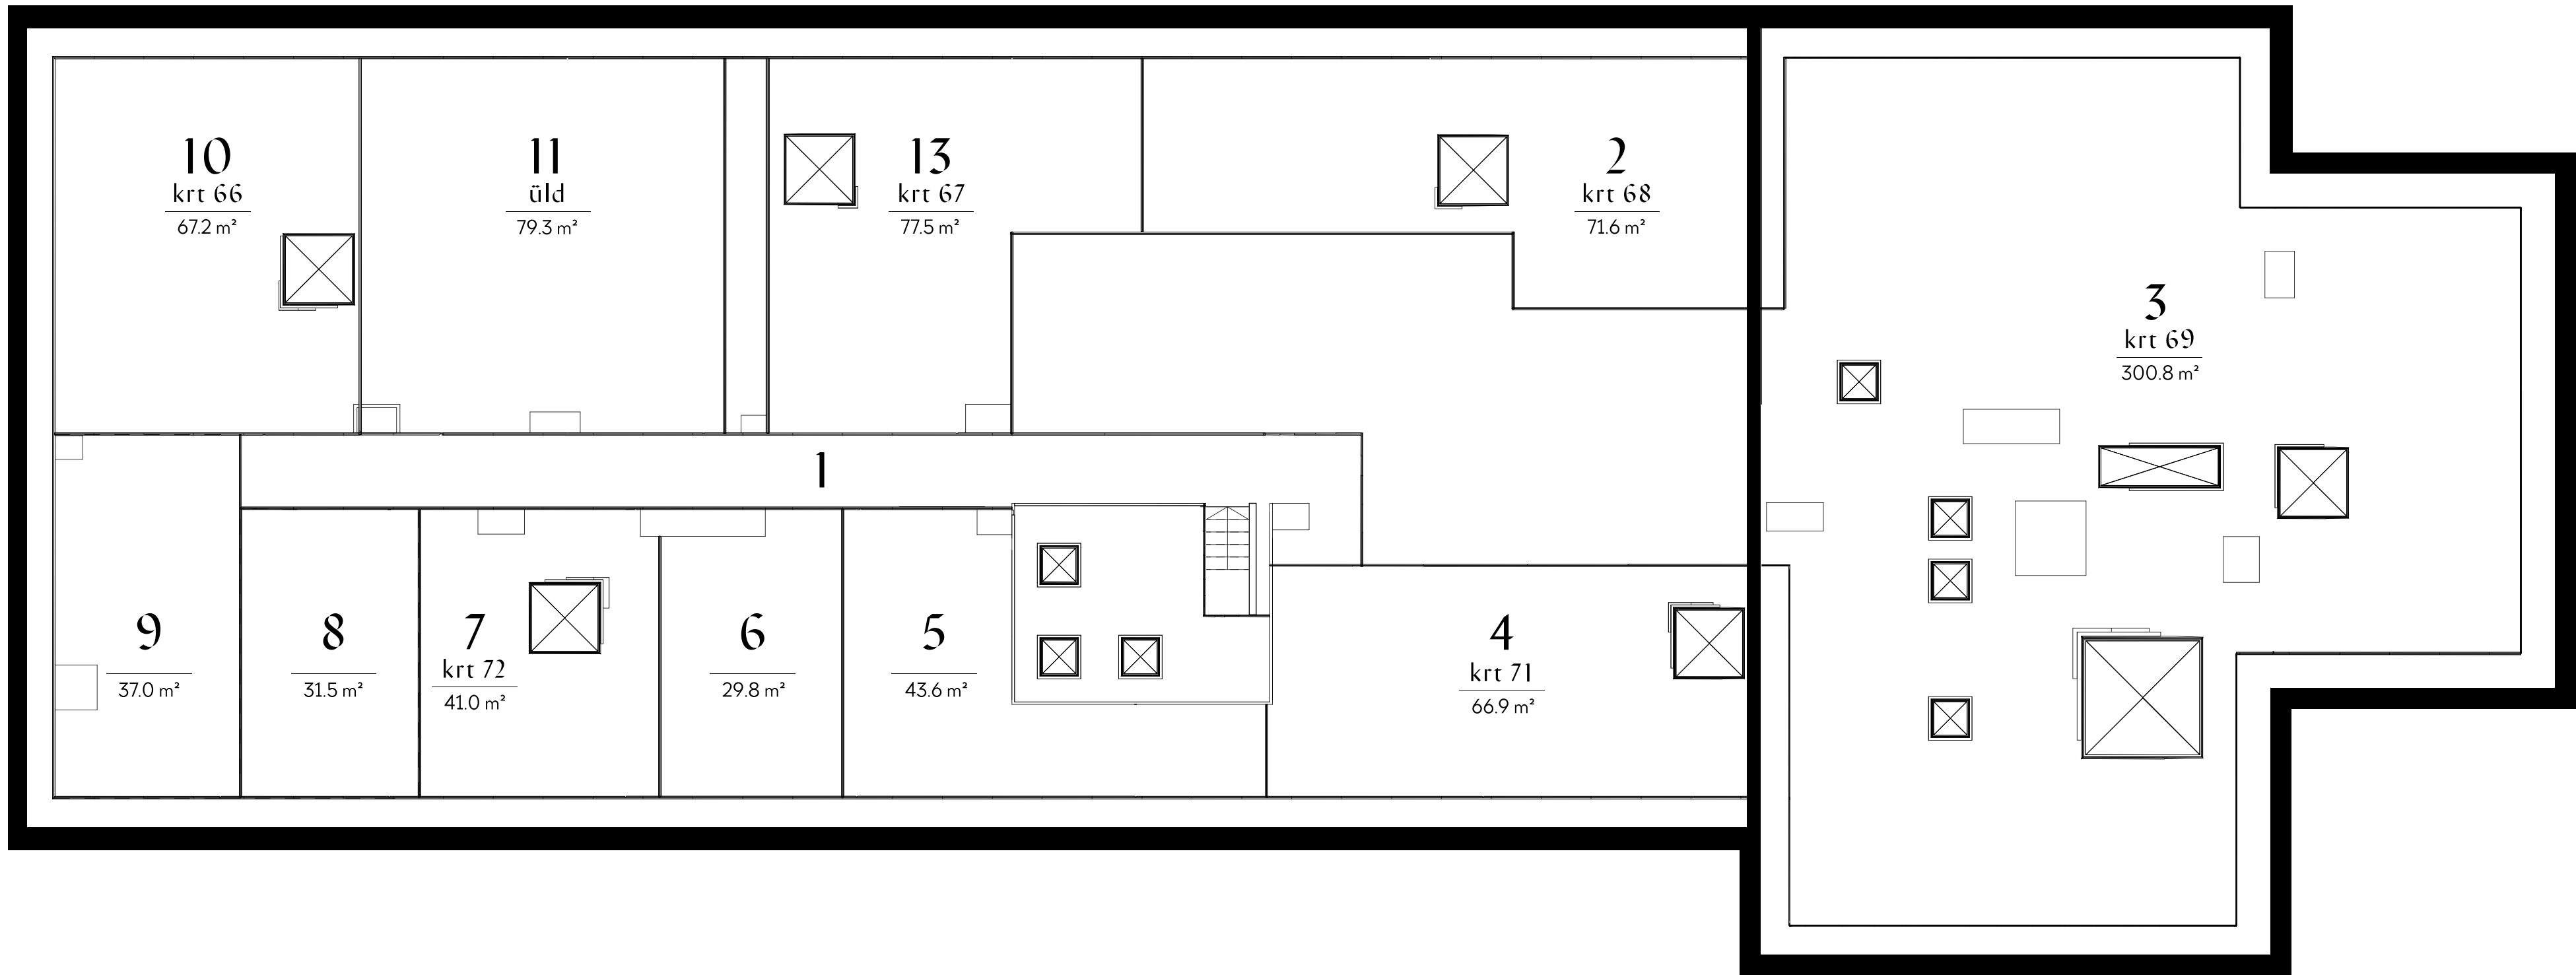 10
krt 66
67.2 m²
11
üld
79.3 m²
13
krt 67
77.5 m²
2
krt 68
71.6 m²
3
krt 69
300.8 m²
1
9
37.0 m²
8
31.5 m²
7
krt 72
41.0 m²
6
29.8 m²
5
43.6 m²
4
krt 71
66.9 m²